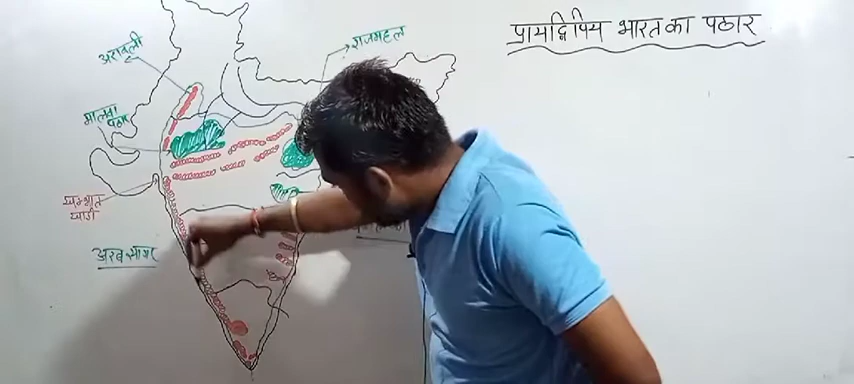 प्रायद्विपिय भारत का पठार
राजमहल
अरावली
मालवा
पठार
खम्भात
खाडी
अरब सागर